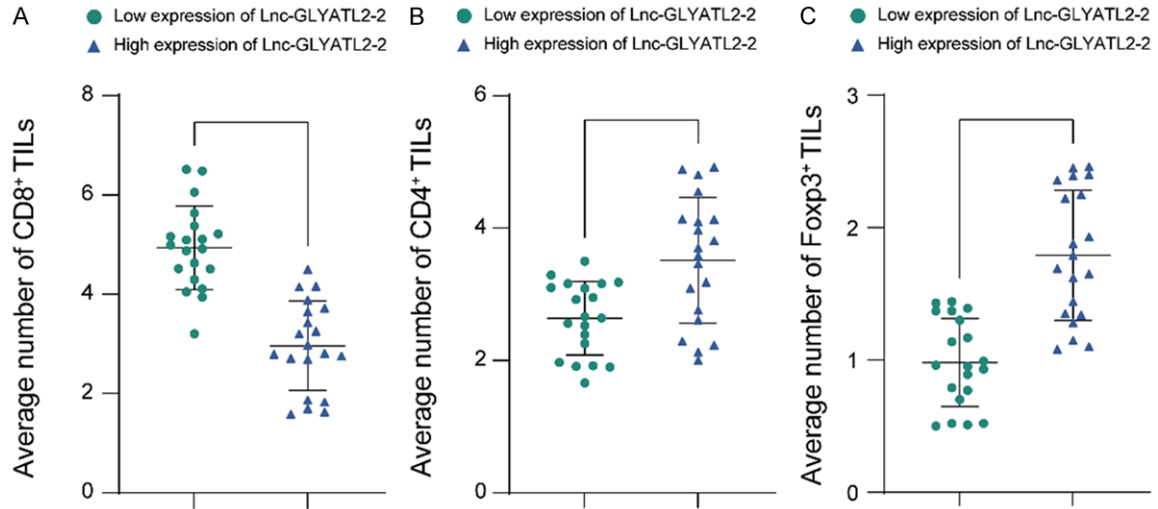 A
Low expression of Lnc-GLYATL2-2
High expression of Lnc-GLYATL2-2
Average number of CD8⁺ TILs
8
6
4
2
0
B
Low expression of Lnc-GLYATL2-2
High expression of Lnc-GLYATL2-2
Average number of CD4⁺ TILs
6
4
2
0
C
Low expression of Lnc-GLYATL2-2
High expression of Lnc-GLYATL2-2
Average number of Foxp3⁺ TILs
3
2
1
0